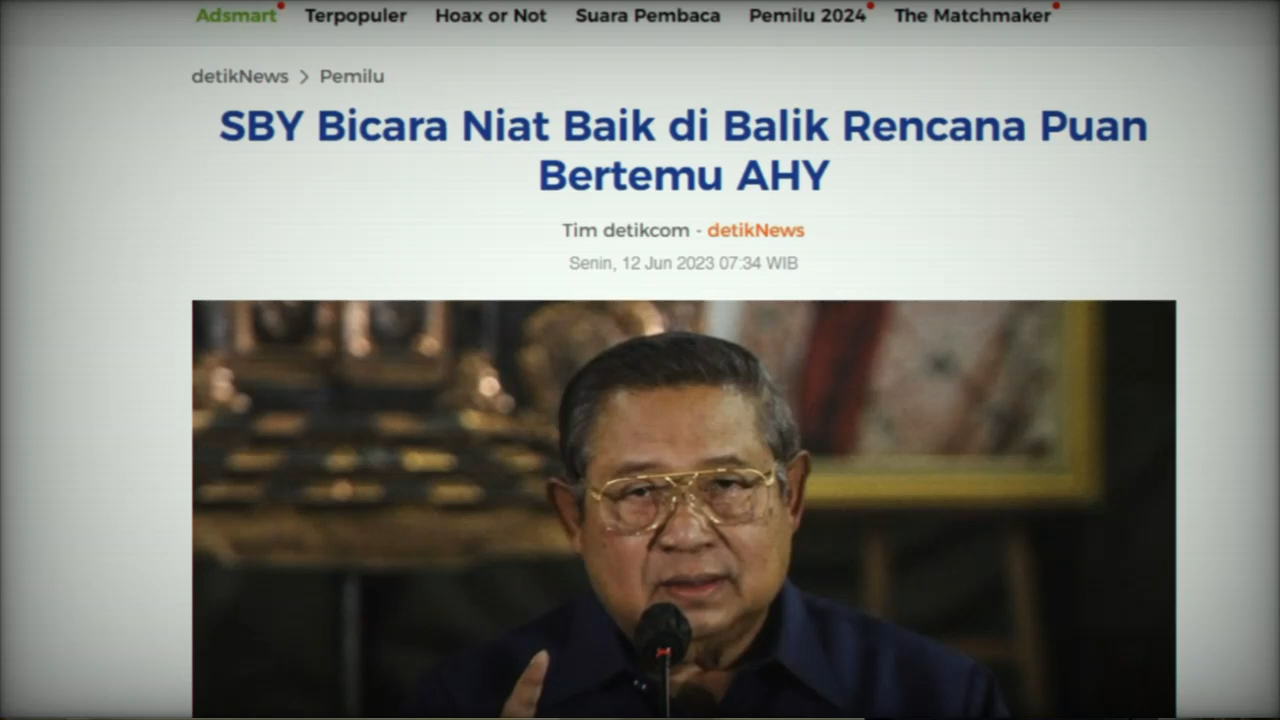 Adsmart Terpopuler Hoax or Not Suara Pembaca Pemilu 2024 The Matchmaker
detikNews > Pemilu
SBY Bicara Niat Baik di Balik Rencana Puan
Bertemu AHY
Tim detikcom - detikNews
Senin, 12 Jun 2023 07:34 WIB